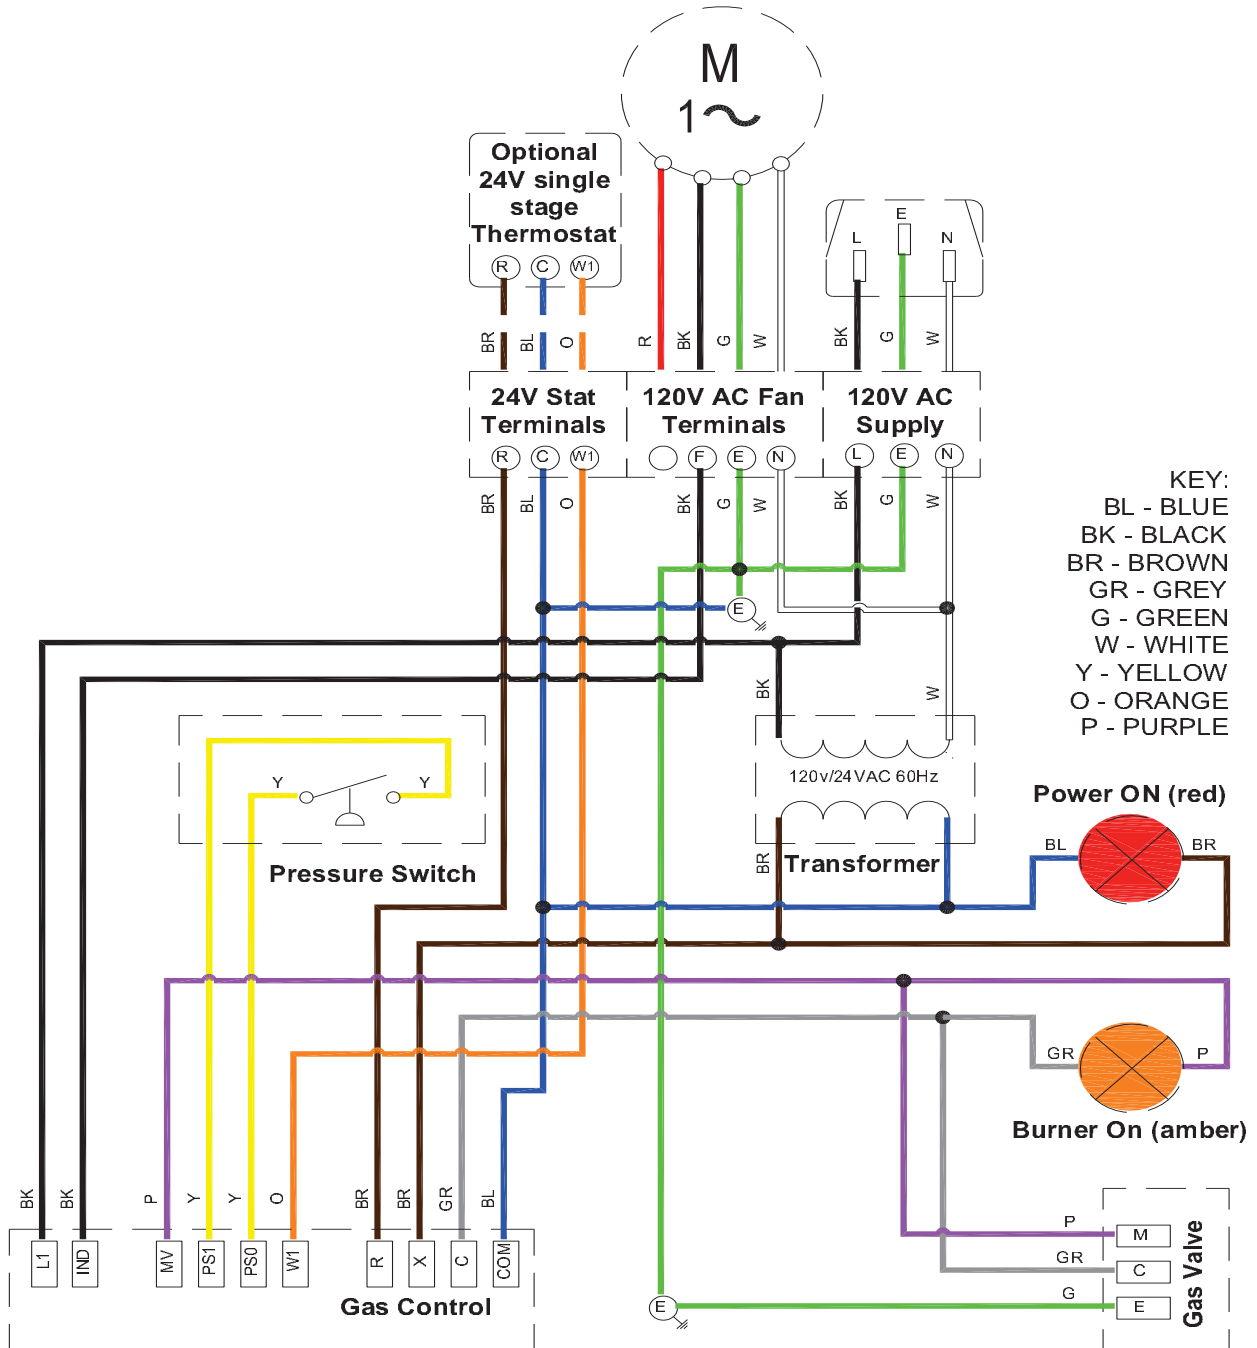 M
1
Optional
24V single
stage
Thermostat
R C W1
L E N
BR BL O R BK G W BK G W
24V Stat
Terminals
120V AC Fan
Terminals
120V AC
Supply
R C W1 F E N L E N
BR BL O BK G W BK G W
KEY:
BL - BLUE
BK - BLACK
BR - BROWN
GR - GREY
G - GREEN
W - WHITE
Y - YELLOW
O - ORANGE
P - PURPLE
E
BK W
Y Y
Pressure Switch
120v/24VAC 60Hz
BR
Transformer
Power ON (red)
BL BR
GR P
Burner On (amber)
BK BK P Y Y O BR BR GR BL
L1 IND MV PS1 PS0 W1 R X C COM
Gas Control
E
P M
GR C
G E
Gas Valve